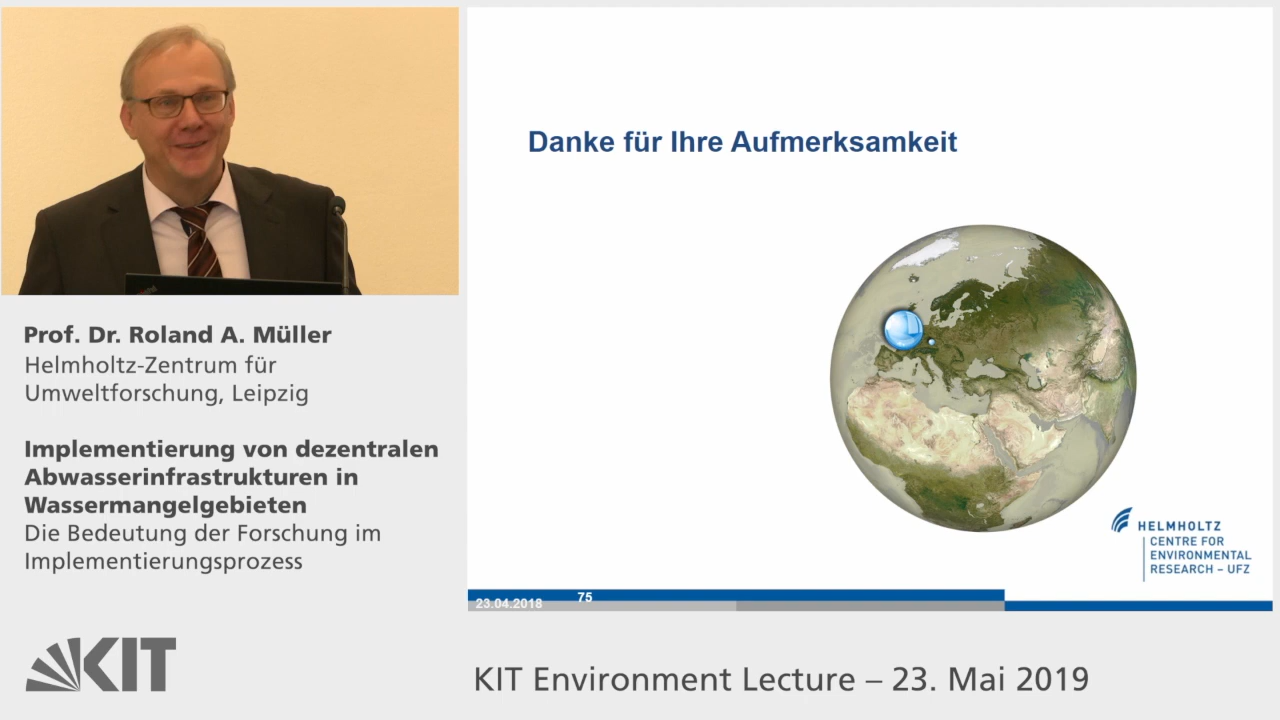 Danke für Ihre Aufmerksamkeit
Prof. Dr. Roland A. Müller
Helmholtz-Zentrum für
Umweltforschung, Leipzig
Implementierung von dezentralen
Abwasserinfrastrukturen in
Wassermangelgebieten
Die Bedeutung der Forschung im
Implementierungsprozess
HELMHOLTZ
CENTRE FOR
ENVIRONMENTAL
RESEARCH – UFZ
23.04.2018
75
KIT
KIT Environment Lecture – 23. Mai 2019